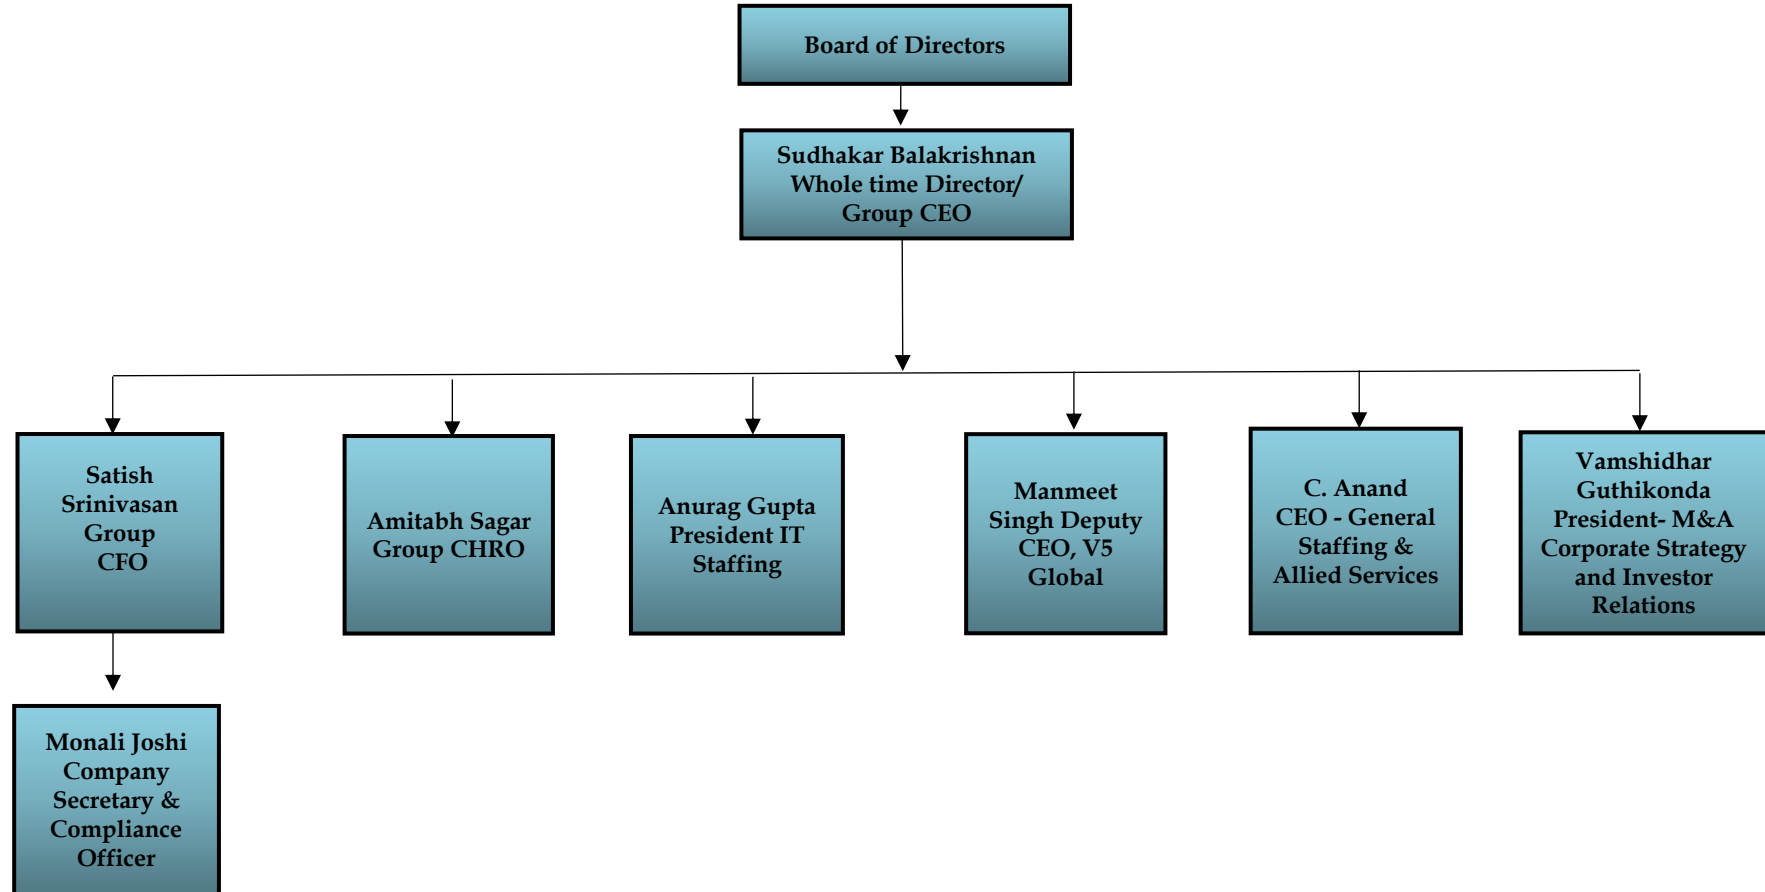 Board of Directors
Sudhakar Balakrishnan
Whole time Director/
Group CEO
Satish
Srinivasan
Group
CFO
Amitabh Sagar
Group CHRO
Anurag Gupta
President IT
Staffing
Manmeet
Singh Deputy
CEO, V5
Global
C. Anand
CEO - General
Staffing &
Allied Services
Vamshidhar
Guthikonda
President- M&A
Corporate Strategy
and Investor
Relations
Monali Joshi
Company
Secretary &
Compliance
Officer